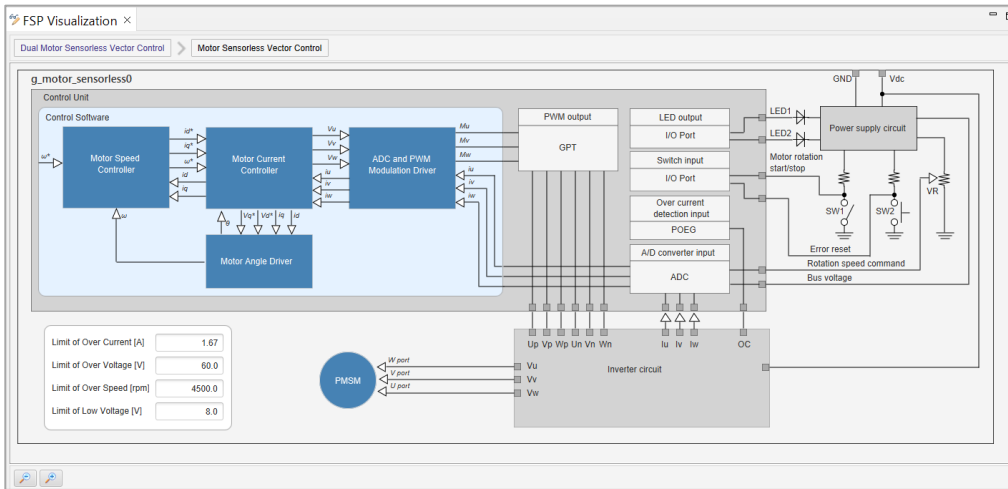 FSP Visualization
Dual Motor Sensorless Vector Control
Motor Sensorless Vector Control
g_motor_sensorless0
GND
Vdc
Control Unit
Control Software
PWM output
GPT
LED output
I/O Port
LED1
LED2
Power supply circuit
Motor Speed Controller
Motor Current Controller
ADC and PWM Modulation Driver
ω*
id*
iq*
ω*
id
iq
Vu
Vv
Vw
iu
iv
iw
Mu
Mv
Mw
iu
iv
iw
Switch input
I/O Port
Motor rotation
start/stop
VR
SW1
SW2
Over current
detection input
POEG
ω
θ
Vq*
Vd*
iq
id
Motor Angle Driver
A/D converter input
ADC
Error reset
Rotation speed command
Bus voltage
Up
Vp
Wp
Un
Vn
Wn
Iu
Iv
Iw
OC
Limit of Over Current [A]
1.67
Limit of Over Voltage [V]
60.0
Limit of Over Speed [rpm]
4500.0
Limit of Low Voltage [V]
8.0
PMSM
W port
V port
U port
Vu
Vv
Vw
Inverter circuit